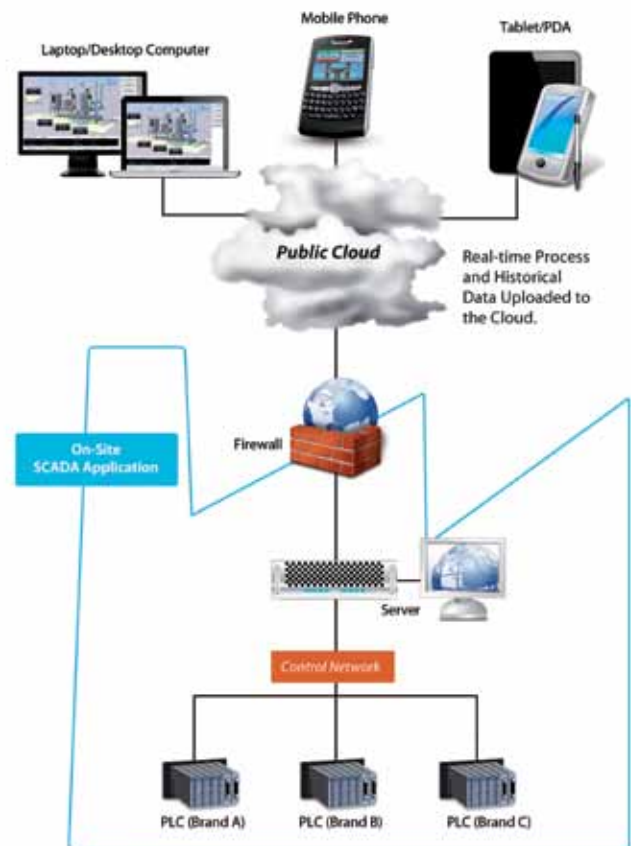 Mobile Phone
Tablet/PDA
Laptop/Desktop Computer
Public Cloud
Real-time Process
and Historical
Data Uploaded to
the Cloud.
On-Site
SCADA Application
Firewall
Server
Control Network
PLC (Brand A)
PLC (Brand B)
PLC (Brand C)